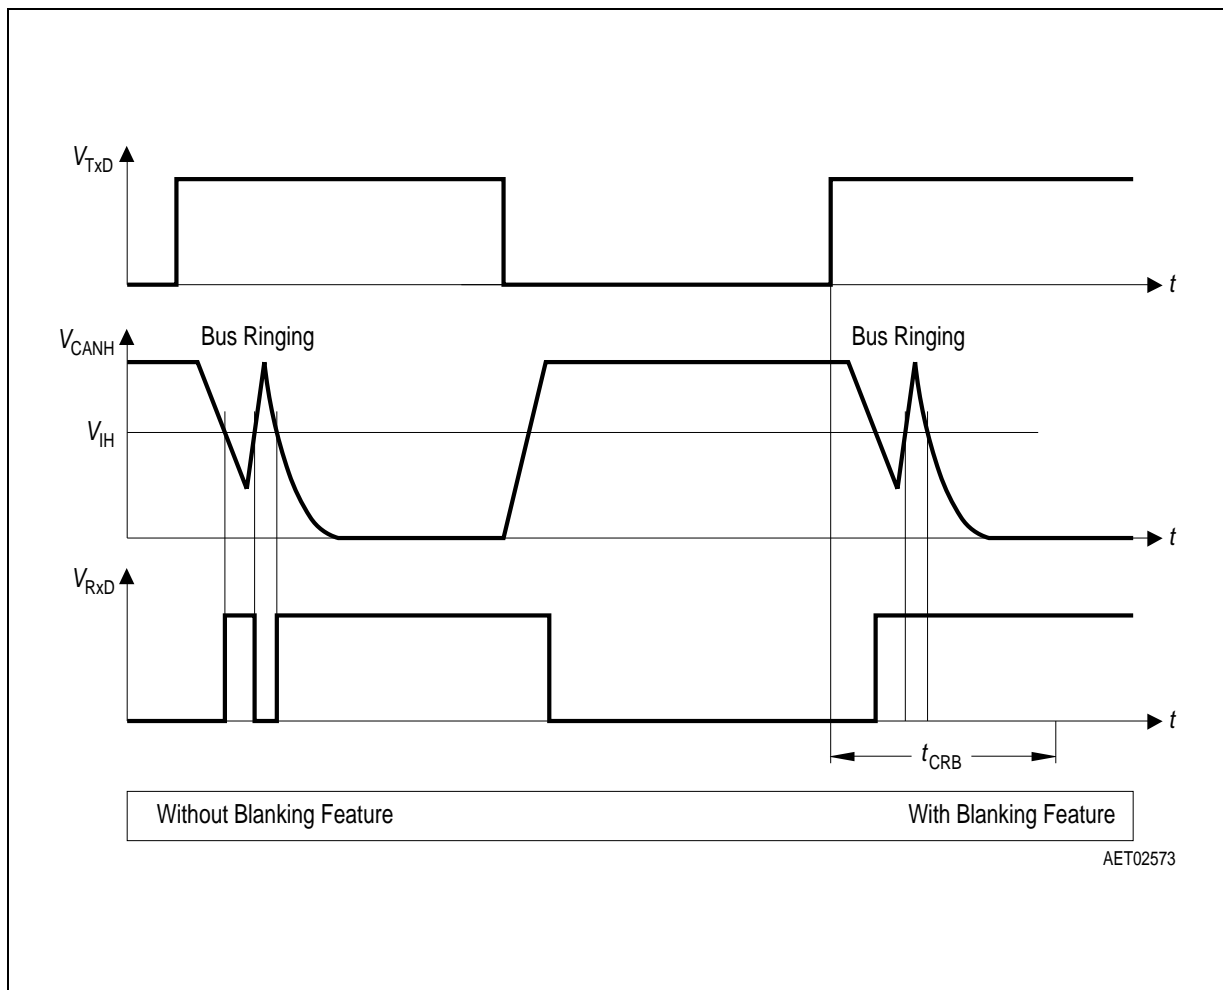 VTxD
t
Bus Ringing
Bus Ringing
VCANH
VIH
t
VRxD
t
tCRB
Without Blanking Feature
With Blanking Feature
AET02573